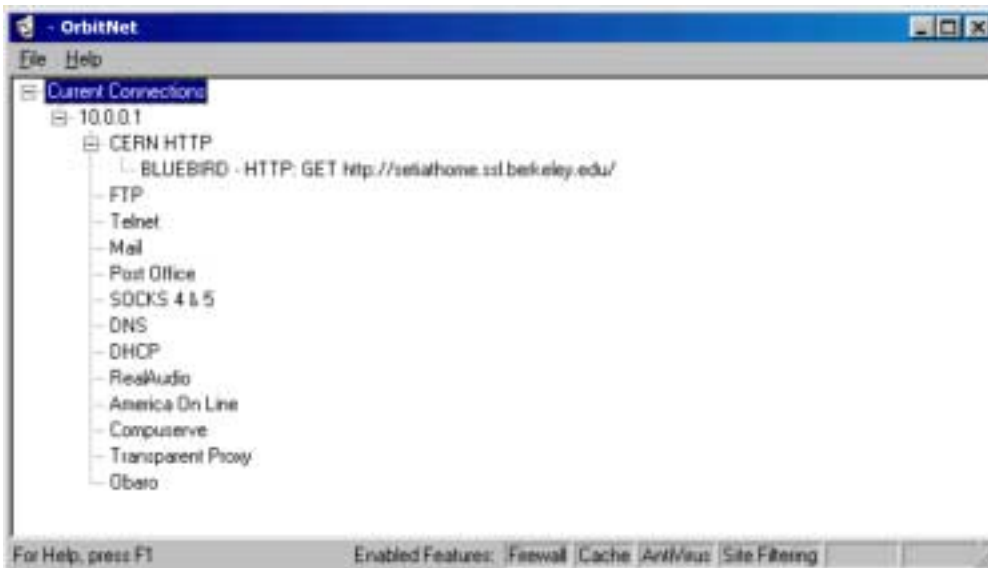 - OrbitNet
File Help
Current Connections
10.0.0.1
CERN HTTP
BLUEBIRD - HTTP: GET http://setiathome.ssl.berkeley.edu/
FTP
Telnet
Mail
Post Office
SOCKS 4 & 5
DNS
DHCP
RealAudio
America On Line
Compuserve
Transparent Proxy
Obaro
For Help, press F1 Enabled Features: Firewall Cache AntiVirus Site Filtering